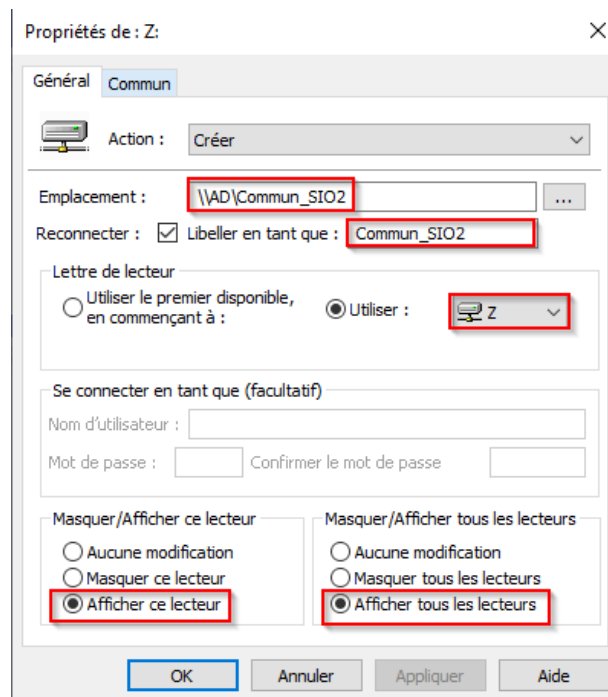 Propriétés de : Z:
Général Commun
Action : Créer
Emplacement : \\AD\Commun_SIO2 ...
Reconnecter : Libeller en tant que : Commun_SIO2
Lettre de lecteur
Utiliser le premier disponible,
en commençant à :
Utiliser : Z
Se connecter en tant que (facultatif)
Nom d'utilisateur :
Mot de passe : Confirmer le mot de passe
Masquer/Afficher ce lecteur
Aucune modification
Masquer ce lecteur
Afficher ce lecteur
Masquer/Afficher tous les lecteurs
Aucune modification
Masquer tous les lecteurs
Afficher tous les lecteurs
OK Annuler Appliquer Aide